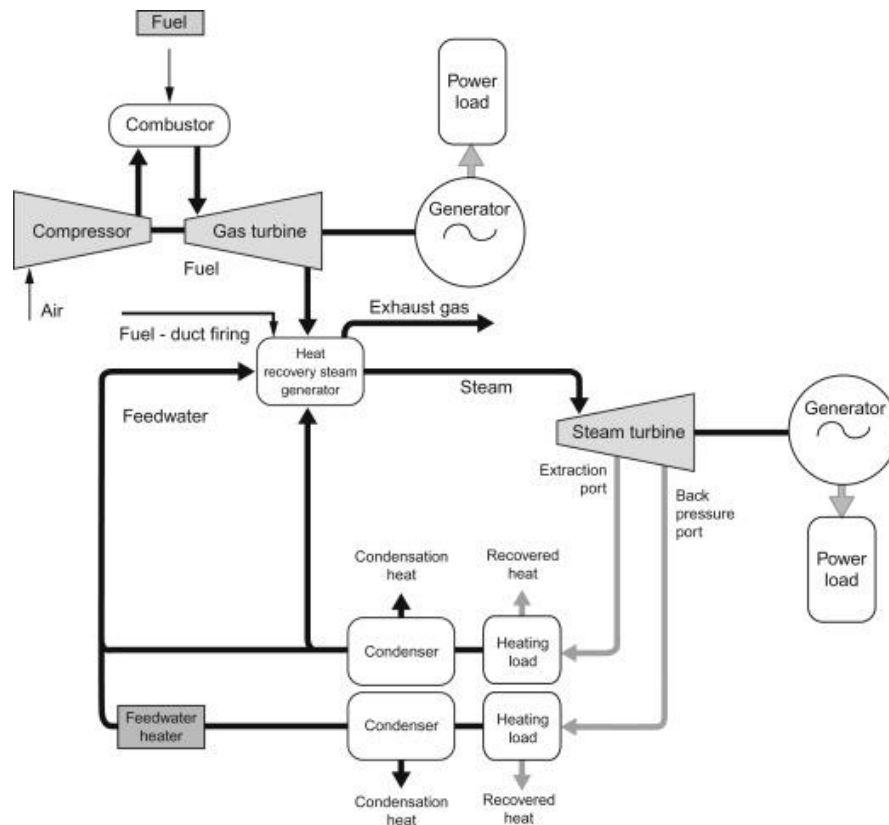 Fuel
Power
load
Combustor
Generator
Compressor
Gas turbine
Fuel
Air
Exhaust gas
Fuel - duct firing
Heat
recovery steam
generator
Steam
Feedwater
Generator
Steam turbine
Extraction
port
Back
pressure
port
Power
load
Condensation
heat
Recovered
heat
Condenser
Heating
load
Feedwater
heater
Condenser
Heating
load
Condensation
heat
Recovered
heat